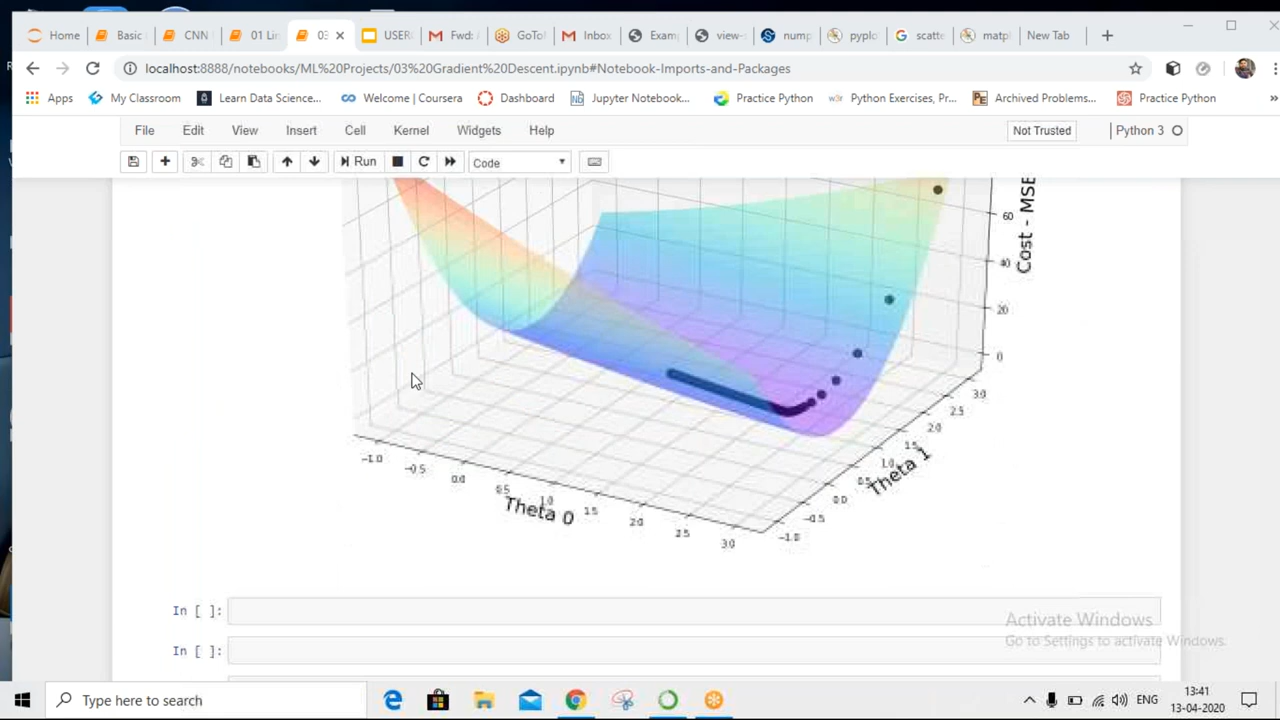 Home
Basic
CNN
01 Li
03
USER
Fwd:
GoTo
Inbox
Exam
view-
nump
pyplo
scatte
matpl
New Tab
localhost:8888/notebooks/ML%20Projects/03%20Gradient%20Descent.ipynb#Notebook-Imports-and-Packages
Apps
My Classroom
Learn Data Science...
Welcome | Coursera
Dashboard
Jupyter Notebook...
Practice Python
Python Exercises, Pr...
Archived Problems...
Practice Python
»
File
Edit
View
Insert
Cell
Kernel
Widgets
Help
Not Trusted
Python 3
Run
Code
60
40
20
0
Cost - MSE
3.0
2.5
2.0
1.5
1.0
0.5
0.0
−0.5
−1.0
Theta 1
−1.0
−0.5
0.0
0.5
1.0
1.5
2.0
2.5
3.0
Theta 0
In [ ]:
In [ ]:
Activate Windows
Go to Settings to activate Windows.
Type here to search
ENG
13:41
13-04-2020